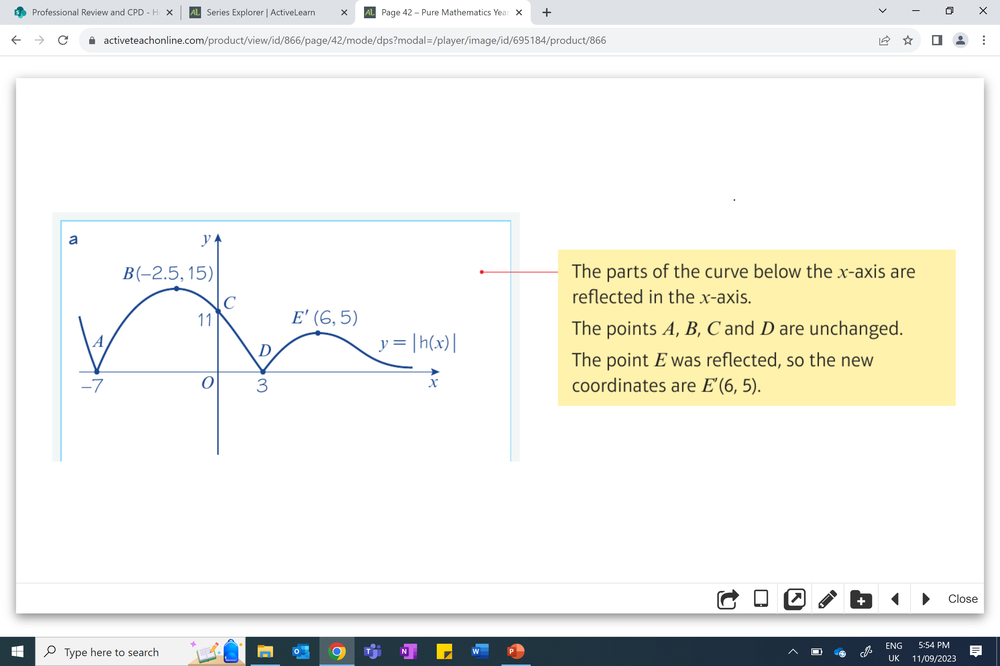 Professional Review and CPD - H
Series Explorer | ActiveLearn
Page 42 – Pure Mathematics Year
activeteachonline.com/product/view/id/866/page/42/mode/dps?modal=/player/image/id/695184/product/866
a
y
B(–2.5, 15)
C
11
E′ (6, 5)
A
D
y = |h(x)|
–7
O
3
x
The parts of the curve below the x-axis are
reflected in the x-axis.
The points A, B, C and D are unchanged.
The point E was reflected, so the new
coordinates are E′(6, 5).
Close
Type here to search
ENG
UK
5:54 PM
11/09/2023